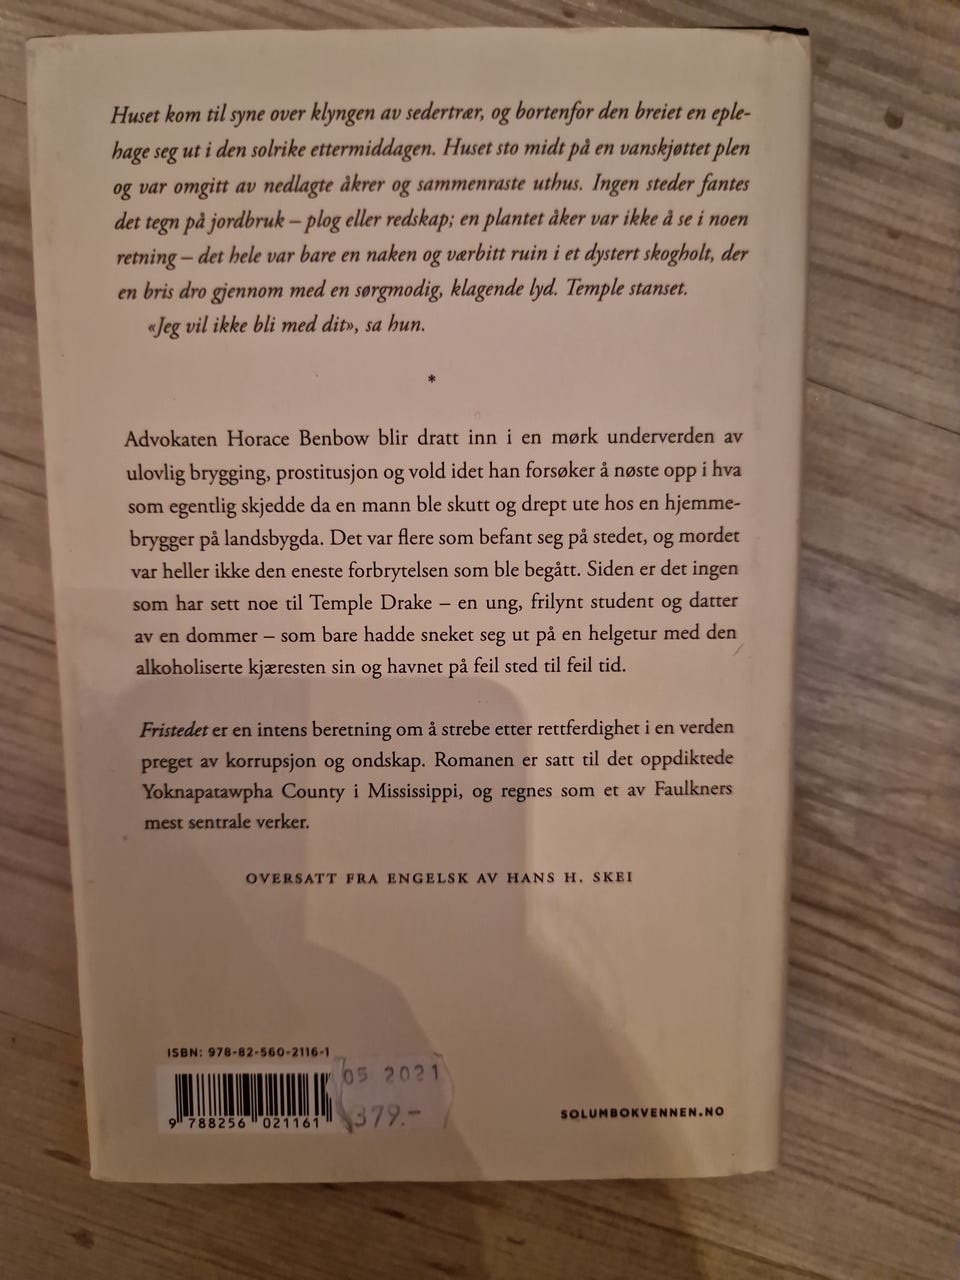 Huset kom til syne over klyngen av sedertrær, og bortenfor den breiet en eple-
hage seg ut i den solrike ettermiddagen. Huset sto midt på en vanskjøttet plen
og var omgitt av nedlagte åkrer og sammenraste uthus. Ingen steder fantes
det tegn på jordbruk – plog eller redskap; en plantet åker var ikke å se i noen
retning – det hele var bare en naken og værbitt ruin i et dystert skogholt, der
en bris dro gjennom med en sørgmodig, klagende lyd. Temple stanset.
«Jeg vil ikke bli med dit», sa hun.
*
Advokaten Horace Benbow blir dratt inn i en mørk underverden av
ulovlig brygging, prostitusjon og vold idet han forsøker å nøste opp i hva
som egentlig skjedde da en mann ble skutt og drept ute hos en hjemme-
brygger på landsbygda. Det var flere som befant seg på stedet, og mordet
var heller ikke den eneste forbrytelsen som ble begått. Siden er det ingen
som har sett noe til Temple Drake – en ung, frilynt student og datter
av en dommer – som bare hadde sneket seg ut på en helgetur med den
alkoholiserte kjæresten sin og havnet på feil sted til feil tid.
Fristedet er en intens beretning om å strebe etter rettferdighet i en verden
preget av korrupsjon og ondskap. Romanen er satt til det oppdiktede
Yoknapatawpha County i Mississippi, og regnes som et av Faulkners
mest sentrale verker.
OVERSATT FRA ENGELSK AV HANS H. SKEI
ISBN: 978-82-560-2116-1
05 2021
379.-
9 788256 021161
SOLUMBOKVENNEN.NO